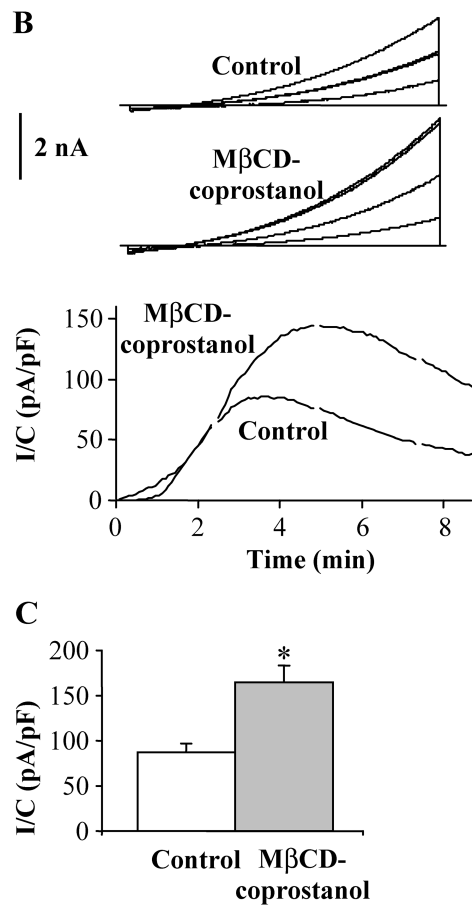 B
Control
2 nA
MβCD-
coprostanol
150
100
50
0
I/C (pA/pF)
MβCD-
coprostanol
Control
0 2 4 6 8
Time (min)
C
200
150
100
50
0
I/C (pA/pF)
*
Control
MβCD-
coprostanol